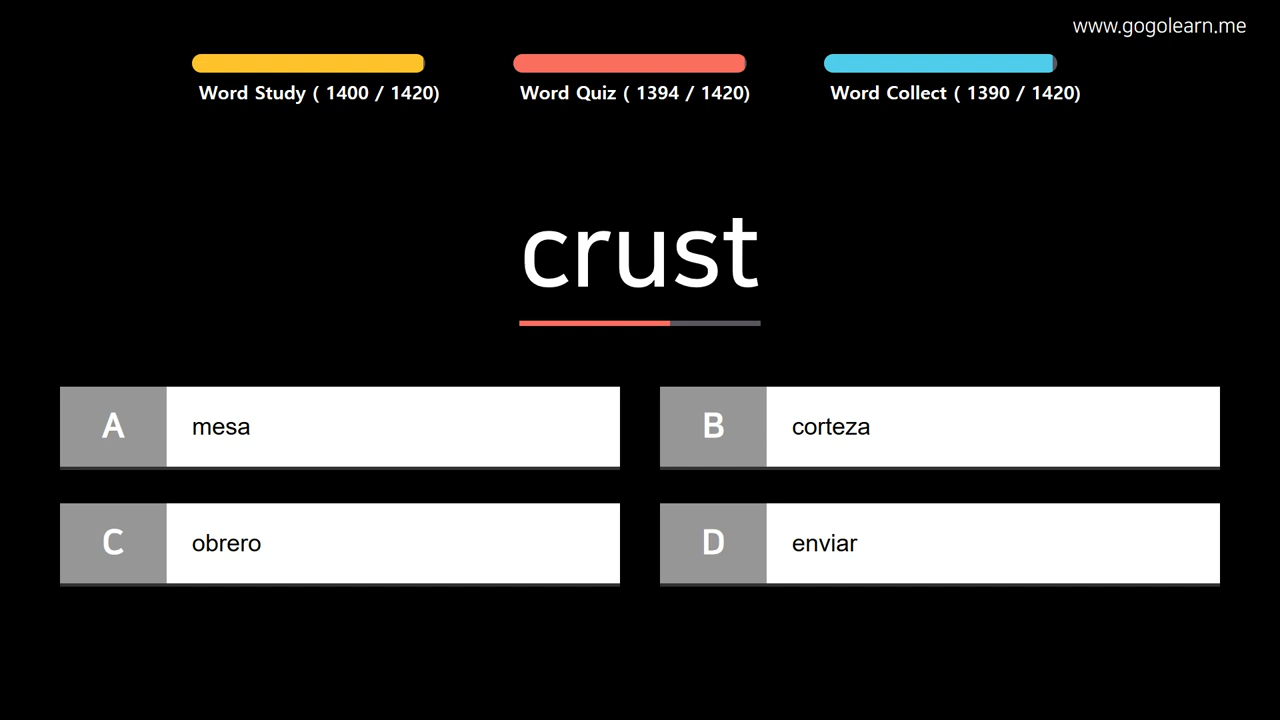 www.gogolearn.me
Word Study ( 1400 / 1420)
Word Quiz ( 1394 / 1420)
Word Collect ( 1390 / 1420)
crust
A mesa
B corteza
C obrero
D enviar